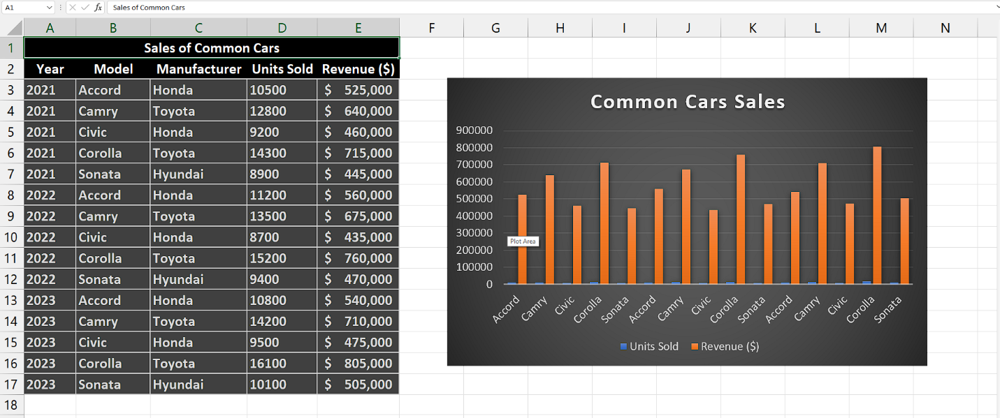 A1 fx Sales of Common Cars
A B C D E F G H I J K L M N
1 Sales of Common Cars
2 Year Model Manufacturer Units Sold Revenue ($)
3 2021 Accord Honda 10500 $ 525,000
4 2021 Camry Toyota 12800 $ 640,000
5 2021 Civic Honda 9200 $ 460,000
6 2021 Corolla Toyota 14300 $ 715,000
7 2021 Sonata Hyundai 8900 $ 445,000
8 2022 Accord Honda 11200 $ 560,000
9 2022 Camry Toyota 13500 $ 675,000
10 2022 Civic Honda 8700 $ 435,000
11 2022 Corolla Toyota 15200 $ 760,000
12 2022 Sonata Hyundai 9400 $ 470,000
13 2023 Accord Honda 10800 $ 540,000
14 2023 Camry Toyota 14200 $ 710,000
15 2023 Civic Honda 9500 $ 475,000
16 2023 Corolla Toyota 16100 $ 805,000
17 2023 Sonata Hyundai 10100 $ 505,000
18
Common Cars Sales
900000
800000
700000
600000
500000
400000
300000
Plot Area
200000
100000
0
Accord Camry Civic Corolla Sonata Accord Camry Civic Corolla Sonata Accord Camry Civic Corolla Sonata
Units Sold Revenue ($)